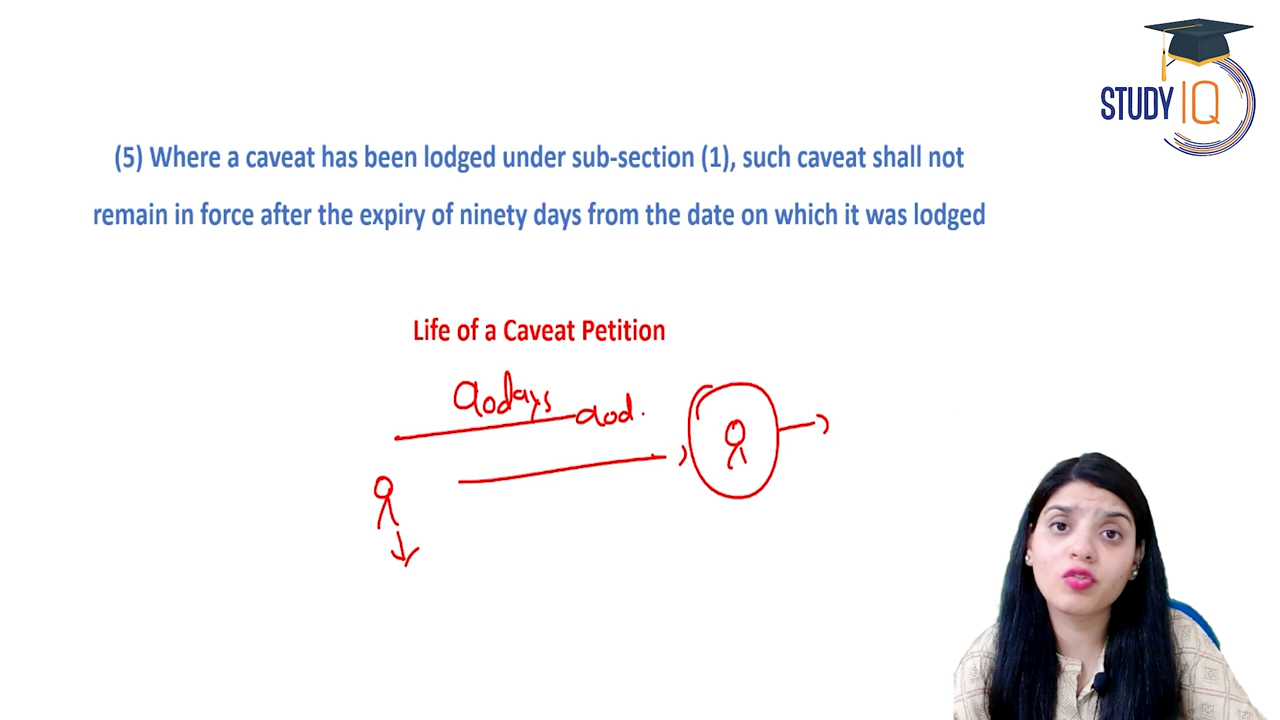 STUDY IQ
(5) Where a caveat has been lodged under sub-section (1), such caveat shall not
remain in force after the expiry of ninety days from the date on which it was lodged
Life of a Caveat Petition
90days 90d.